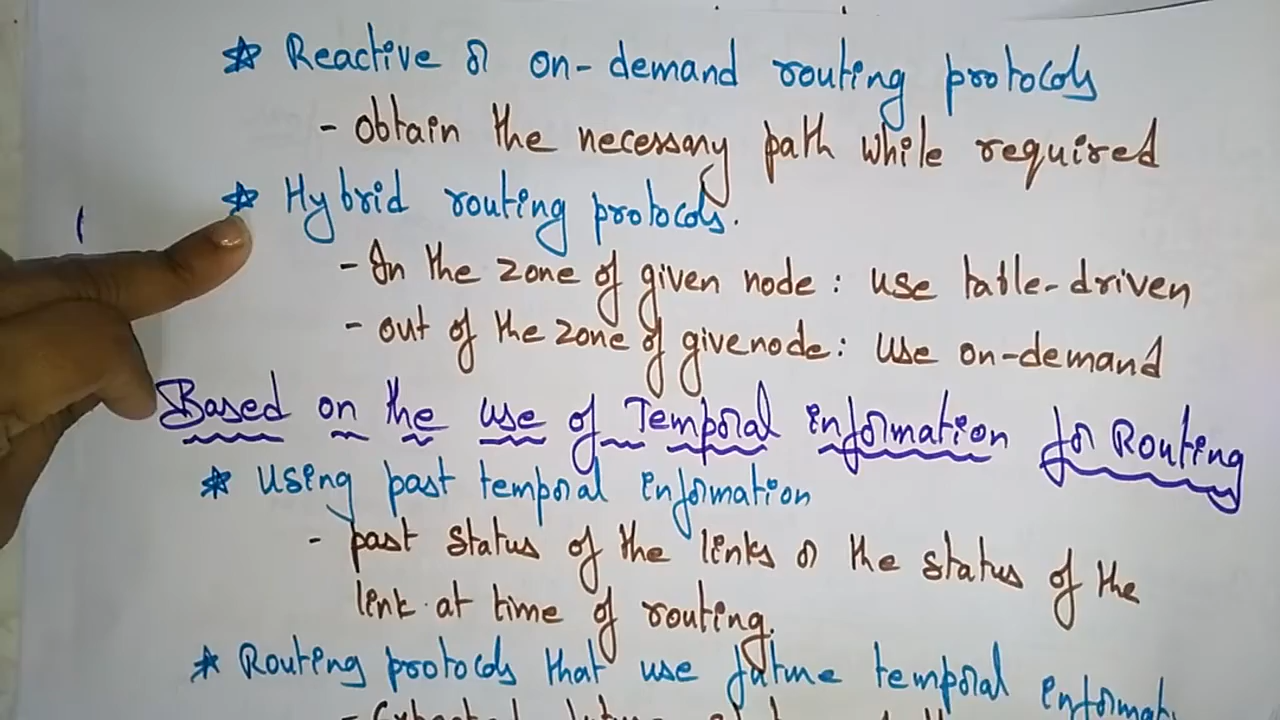 * Reactive or on-demand routing protocols
- obtain the necessary path while required
* Hybrid routing protocols.
- In the zone of given node : use table-driven
- out of the zone of givenode : use on-demand
Based on the use of Temporal information for Routing
* using past temporal information
- past status of the links or the status of the
link at time of routing.
* Routing protocols that use future temporal informati
- Expected